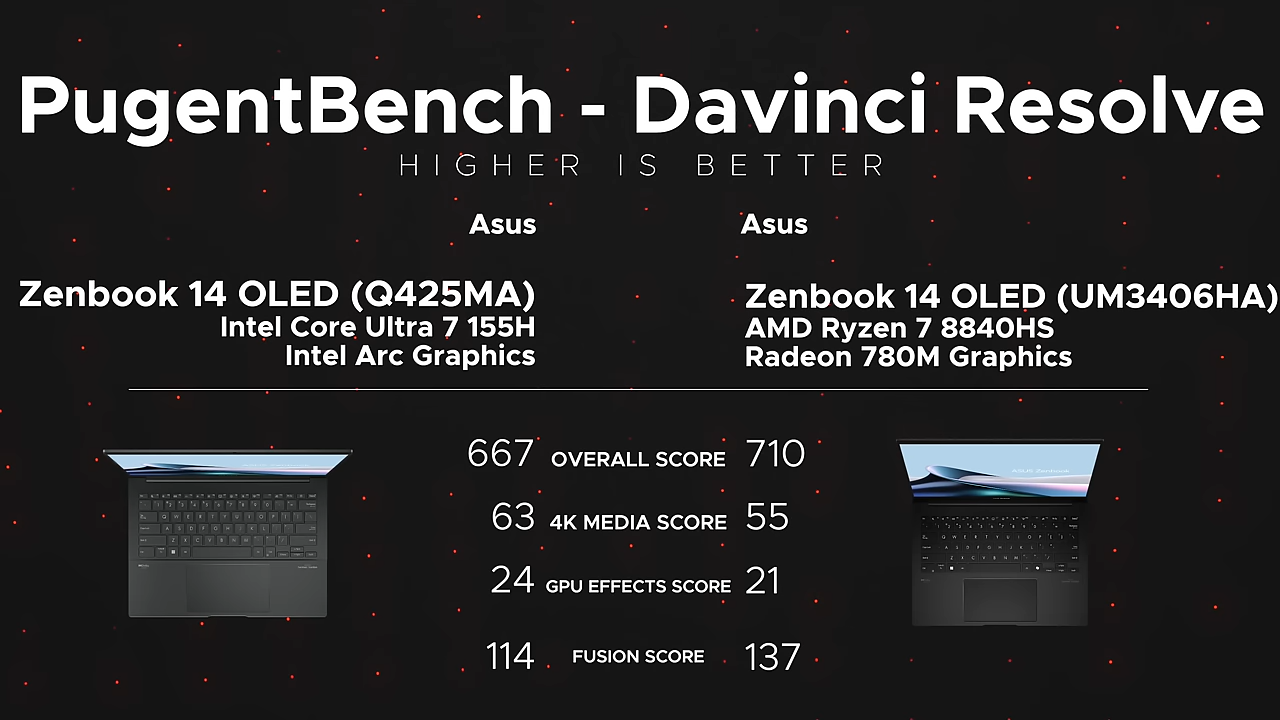 PugentBench - Davinci Resolve
HIGHER IS BETTER
Asus
Zenbook 14 OLED (Q425MA)
Intel Core Ultra 7 155H
Intel Arc Graphics
Asus
Zenbook 14 OLED (UM3406HA)
AMD Ryzen 7 8840HS
Radeon 780M Graphics
667 OVERALL SCORE 710
63 4K MEDIA SCORE 55
24 GPU EFFECTS SCORE 21
114 FUSION SCORE 137
ASUS Zenbook